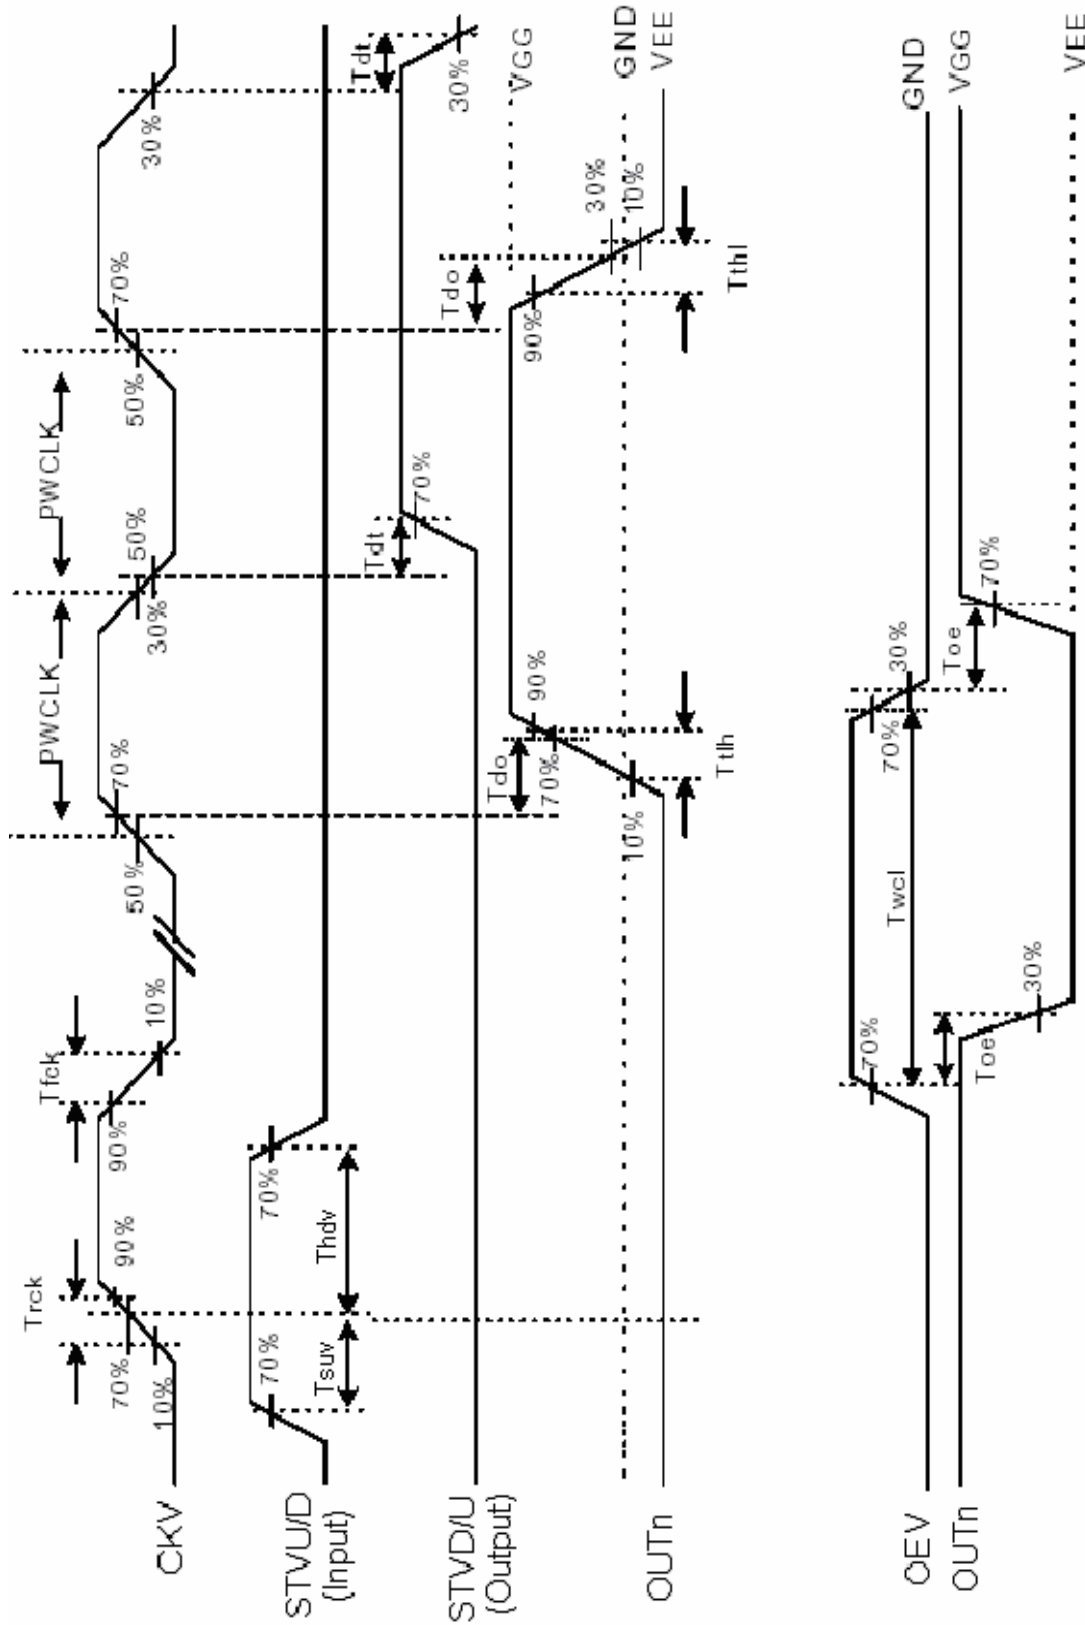 Trck
Tfck
PWCLK
PWCLK
CKV
10%
70%
90%
90%
10%
50%
70%
30%
50%
50%
70%
30%
STVU/D
(Input)
70%
Tsuv
Thdv
70%
STVD/U
(Output)
Tdt
70%
Tdt
30%
OUTn
10%
Tdo
70%
90%
Ttlh
Tdo
90%
30%
10%
Tthl
VGG
GND
VEE
OEV
70%
Twcl
70%
30%
GND
OUTn
Toe
30%
Toe
70%
VGG
VEE